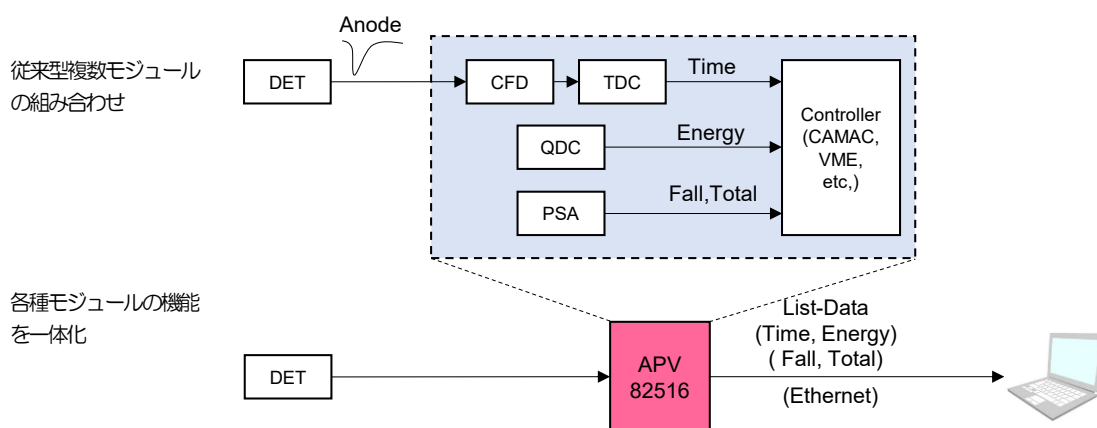 Anode
従来型複数モジュール
の組み合わせ
DET
CFD
TDC
Time
Controller
(CAMAC,
VME,
etc,)
QDC
Energy
PSA
Fall,Total
各種モジュールの機能
を一体化
DET
APV
82516
List-Data
(Time, Energy)
( Fall, Total)
(Ethernet)